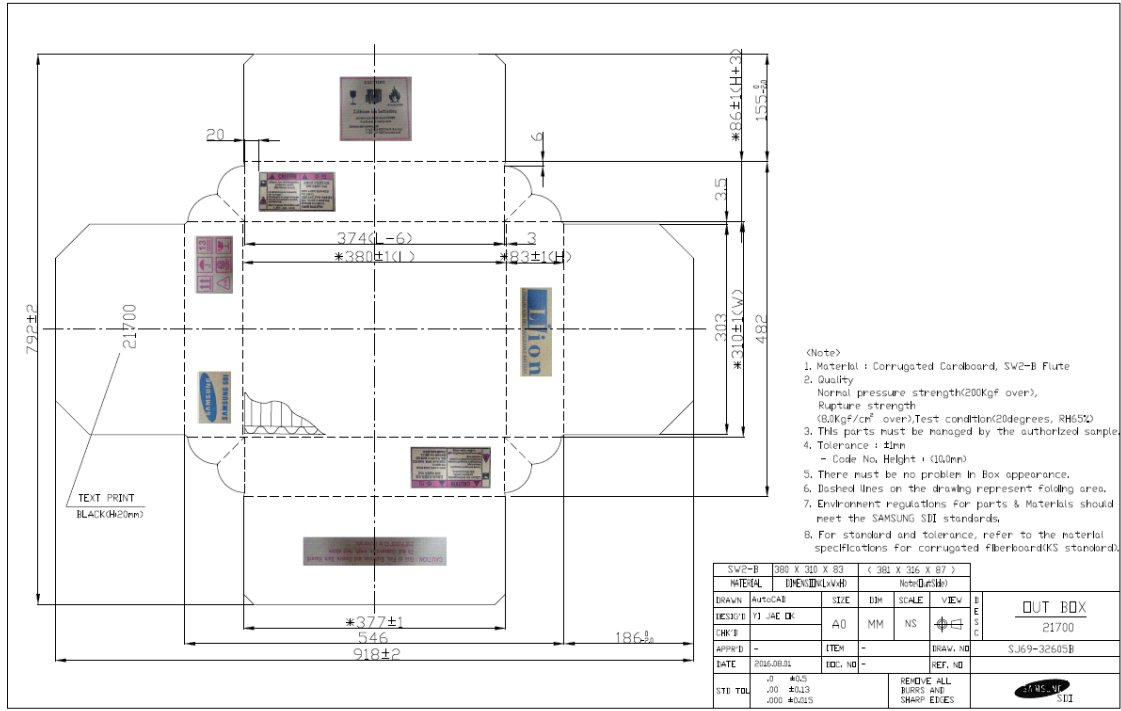 *86±1(H+3)
155
20
6
3.5
374(L-6)
3
*380±1(L)
*83±1(H)
13
792±2
21700
LiVion
303
*310±1(W)
482
SAMSUNG
SAMSUNG SDI
TEXT PRINT
BLACK(H:20mm)
*377±1
546
186
918±2
<Note>
1. Material : Corrugated Cardboard, SW2-B Flute
2. Quality
Normal pressure strength(200Kgf over),
Rupture strength
(8.0Kgf/cm² over),Test condition(20degrees, RH65%)
3. This parts must be managed by the authorized sample.
4. Tolerance : ±1mm
- Code No. Height : (10.0mm)
5. There must be no problem in Box appearance.
6. Dashed lines on the drawing represent folding area.
7. Environment regulations for parts & Materials should
meet the SAMSUNG SDI standards.
8. For standard and tolerance, refer to the material
specifications for corrugated fiberboard(KS standard).
SW2-B 380 X 310 X 83 ( 381 X 316 X 87 )
MATERIAL DIMENSION(LxWxH) Note(OutSide)
DRAWN AutoCAD SIZE DIM SCALE VIEW DESC OUT BOX
DESIG'D YI JAE OK A0 MM NS 21700
CHK'D
APPR'D - ITEM - DRAW. NO SJ69-32605B
DATE 2016.08.01 DOC. NO - REF. NO
STD TOL .0 ±0.5
.00 ±0.13
.000 ±0.015
REMOVE ALL
BURRS AND
SHARP EDGES
SAMSUNG
SDI